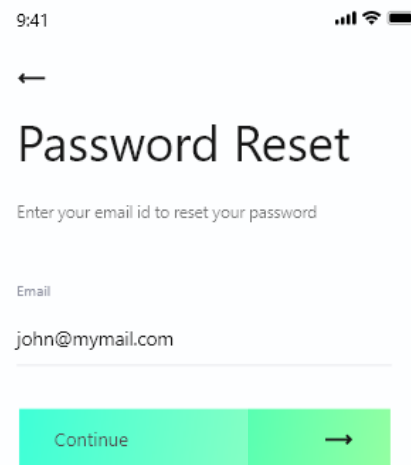 9:41
Password Reset
Enter your email id to reset your password
Email
john@mymail.com
Continue